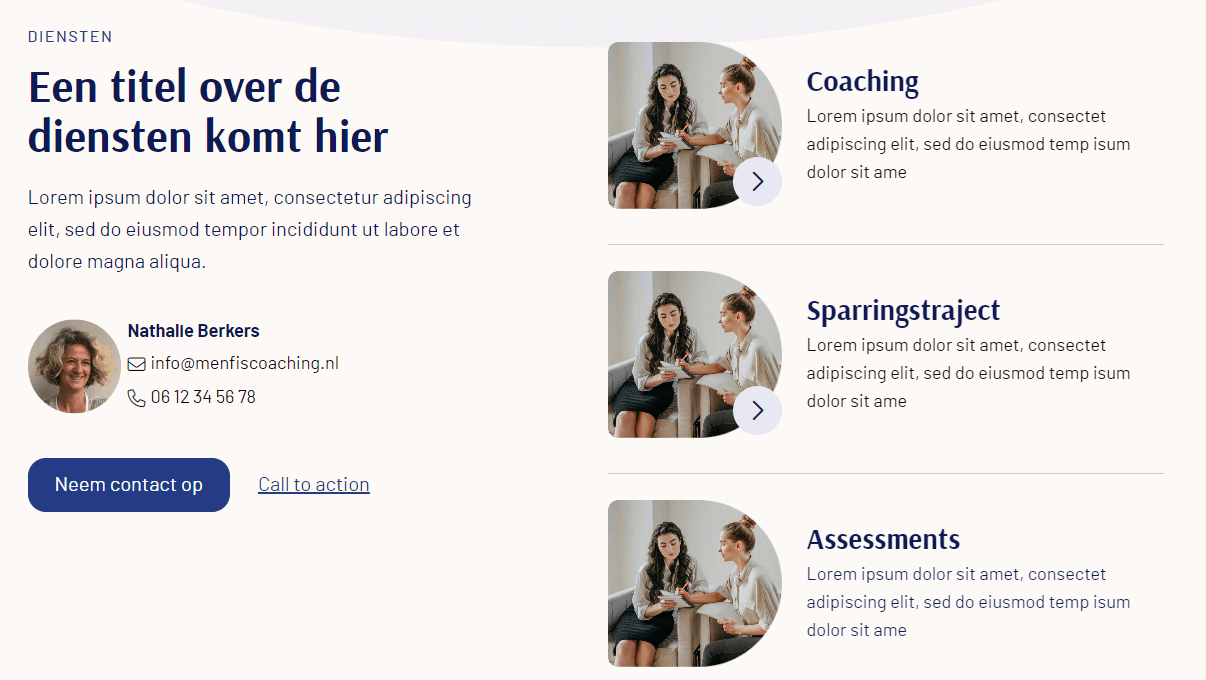 DIENSTEN
Een titel over de
diensten komt hier
Lorem ipsum dolor sit amet, consectetur adipiscing
elit, sed do eiusmod tempor incididunt ut labore et
dolore magna aliqua.
Nathalie Berkers
info@menfiscoaching.nl
06 12 34 56 78
Neem contact op
Call to action
Coaching
Lorem ipsum dolor sit amet, consectet
adipiscing elit, sed do eiusmod temp isum
dolor sit ame
Sparringstraject
Lorem ipsum dolor sit amet, consectet
adipiscing elit, sed do eiusmod temp isum
dolor sit ame
Assessments
Lorem ipsum dolor sit amet, consectet
adipiscing elit, sed do eiusmod temp isum
dolor sit ame